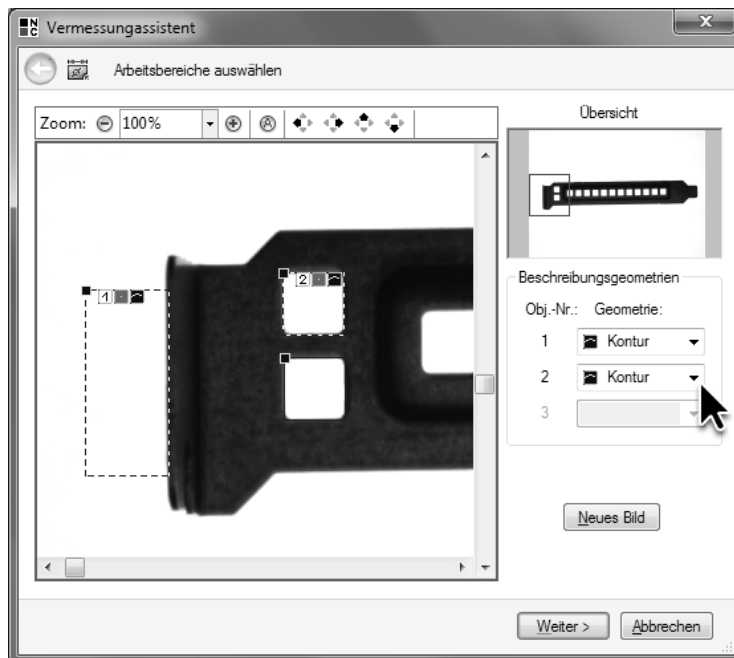 NC
Vermessungassistent
Arbeitsbereiche auswählen
Zoom: 100%
Übersicht
1
2
Beschreibungsgeometrien
Obj.-Nr.: Geometrie:
1 Kontur
2 Kontur
3
Neues Bild
Weiter > Abbrechen